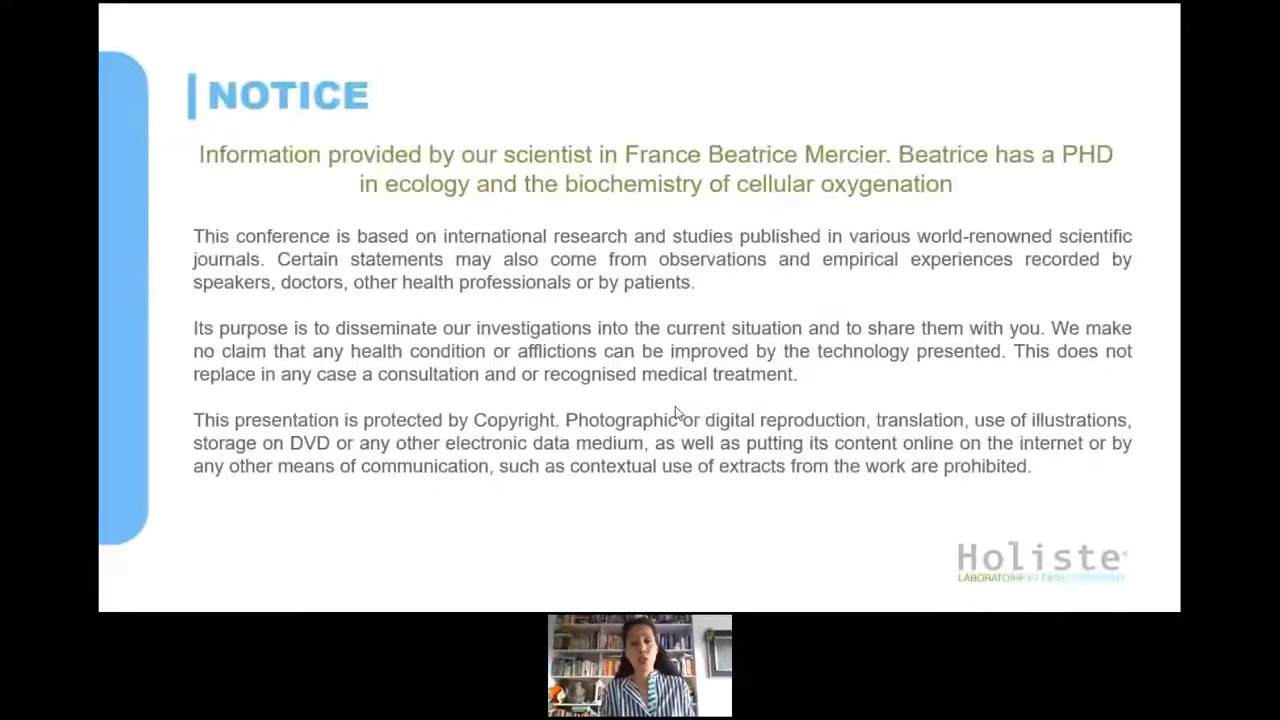 NOTICE
Information provided by our scientist in France Beatrice Mercier. Beatrice has a PHD
in ecology and the biochemistry of cellular oxygenation
This conference is based on international research and studies published in various world-renowned scientific
journals. Certain statements may also come from observations and empirical experiences recorded by
speakers, doctors, other health professionals or by patients.
Its purpose is to disseminate our investigations into the current situation and to share them with you. We make
no claim that any health condition or afflictions can be improved by the technology presented. This does not
replace in any case a consultation and or recognised medical treatment.
This presentation is protected by Copyright. Photographic or digital reproduction, translation, use of illustrations,
storage on DVD or any other electronic data medium, as well as putting its content online on the internet or by
any other means of communication, such as contextual use of extracts from the work are prohibited.
Holiste®
LABORATOIRE ET DEVELOPPEMENT